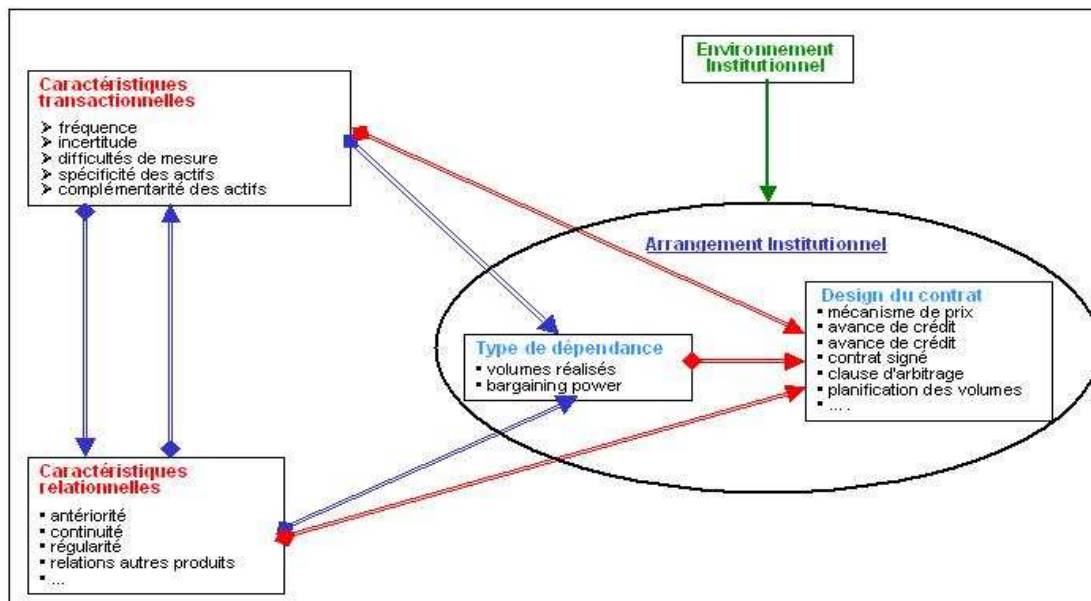 Environnement
Institutionnel
Caractéristiques
transactionnelles
➢ fréquence
➢ incertitude
➢ difficultés de mesure
➢ spécificité des actifs
➢ complémentarité des actifs
Arrangement Institutionnel
Design du contrat
▪ mécanisme de prix
▪ avance de crédit
▪ avance de crédit
▪ contrat signé
▪ clause d'arbitrage
▪ planification des volumes
▪ ... .
Type de dépendance
▪ volumes réalisés
▪ bargaining power
Caractéristiques
relationnelles
▪ antériorité
▪ continuité
▪ régularité
▪ relations autres produits
▪ ...